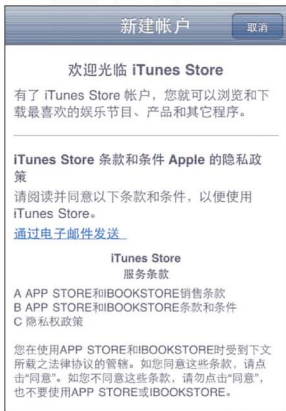 新建帐户
取消
欢迎光临 iTunes Store
有了 iTunes Store 帐户，您就可以浏览和下
载最喜欢的娱乐节目、产品和其它程序。
iTunes Store 条款和条件 Apple 的隐私政
策
请阅读并同意以下条款和条件，以便使用
iTunes Store。
通过电子邮件发送
iTunes Store
服务条款
A APP STORE和IBOOKSTORE销售条款
B APP STORE和IBOOKSTORE条款和条件
C 隐私权政策
您在使用APP STORE和IBOOKSTORE时受到下文
所载之法律协议的管辖。如您同意这些条款，请点
击“同意”。如您不同意这些条款，请勿点击“同意”，
也不要使用APP STORE或IBOOKSTORE。